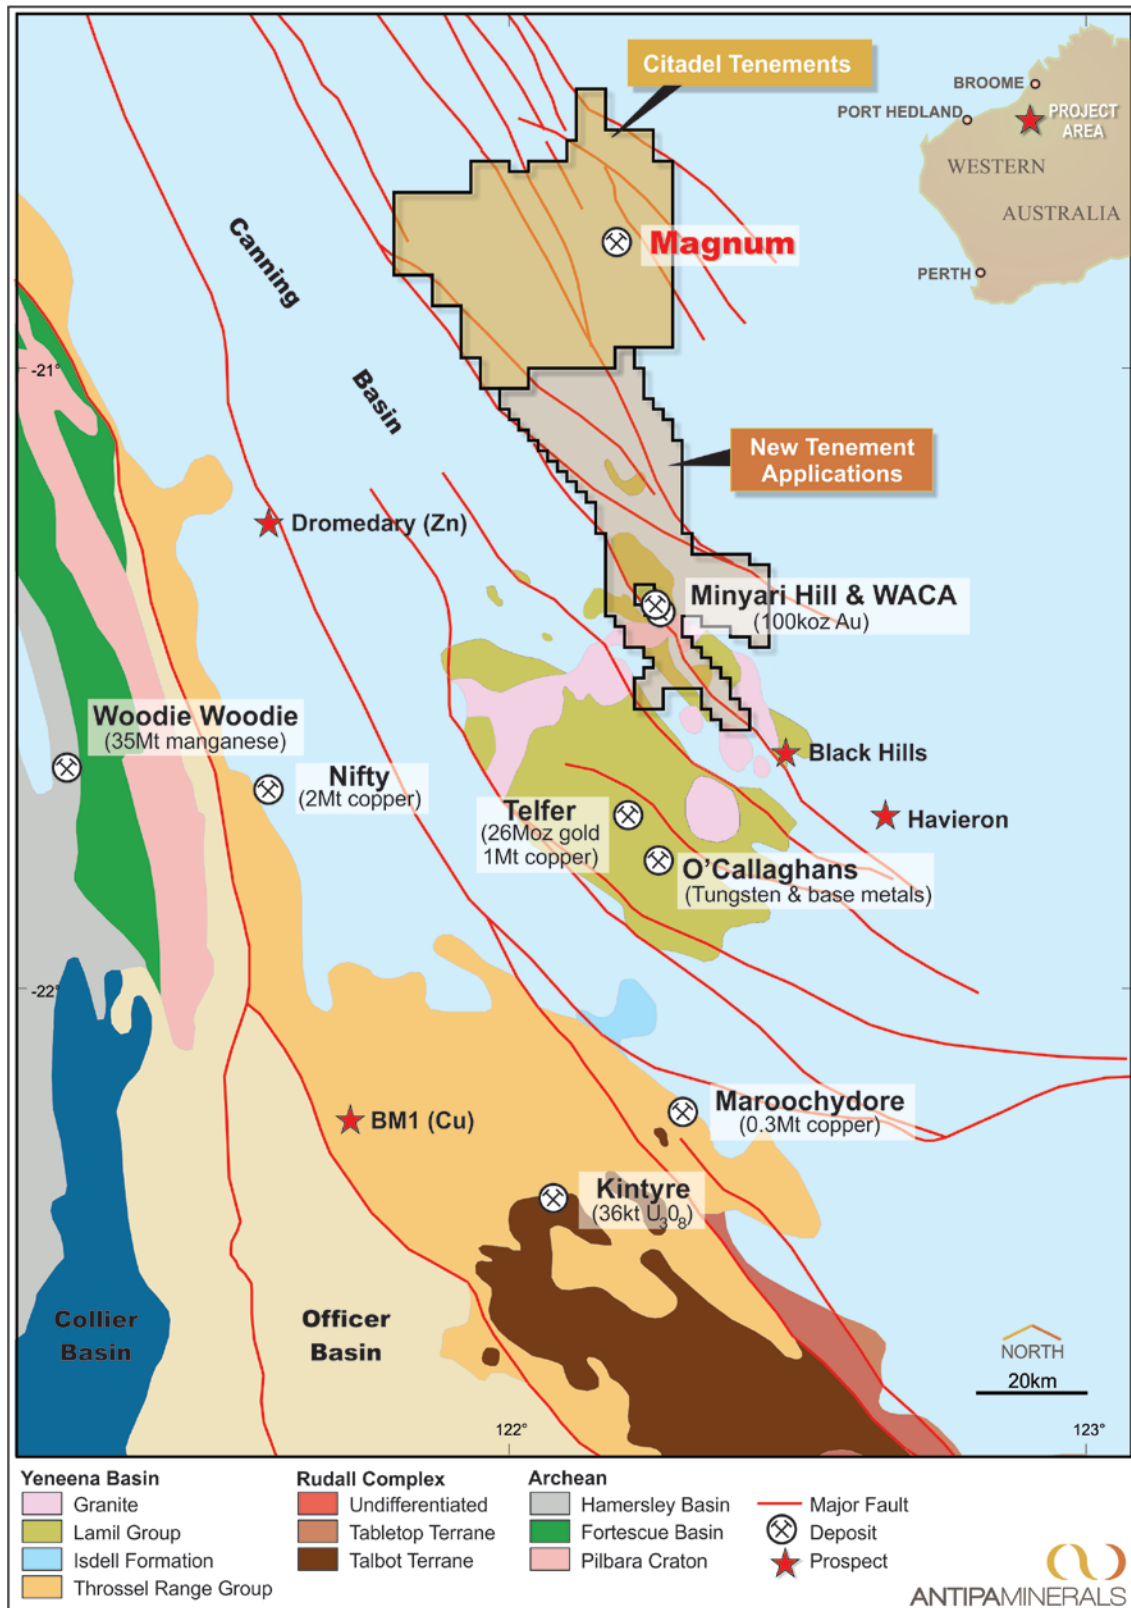 Citadel Tenements
BROOME
PORT HEDLAND
PROJECT
AREA
WESTERN
AUSTRALIA
PERTH
Canning
Basin
Magnum
-21°
New Tenement
Applications
Dromedary (Zn)
Minyari Hill & WACA
(100koz Au)
Woodie Woodie
(35Mt manganese)
Nifty
(2Mt copper)
Black Hills
Telfer
(26Moz gold
1Mt copper)
Havieron
O'Callaghans
(Tungsten & base metals)
-22°
Maroochydore
(0.3Mt copper)
BM1 (Cu)
Kintyre
(36kt U3O8)
Collier
Basin
Officer
Basin
NORTH
20km
122°
123°
Yeneena Basin
Granite
Lamil Group
Isdell Formation
Throssel Range Group
Rudall Complex
Undifferentiated
Tabletop Terrane
Talbot Terrane
Archean
Hamersley Basin
Fortescue Basin
Pilbara Craton
Major Fault
Deposit
Prospect
ANTIPAMINERALS